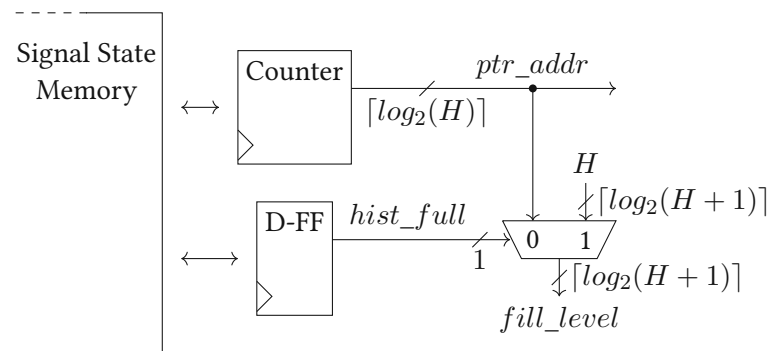 Signal State
Memory
Counter
ptr_addr
⌈log₂(H)⌉
H
⌈log₂(H + 1)⌉
D-FF
hist_full
1
0 1
⌈log₂(H + 1)⌉
fill_level